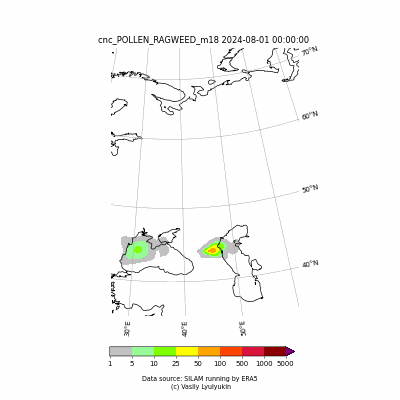 cnc_POLLEN_RAGWEED_m18 2024-08-01 00:00:00
70°N
60°N
50°N
40°N
30°E 40°E 50°E
1 5 10 25 50 100 500 1000 5000
Data source: SILAM running by ERA5
(c) Vasily Lyulyukin